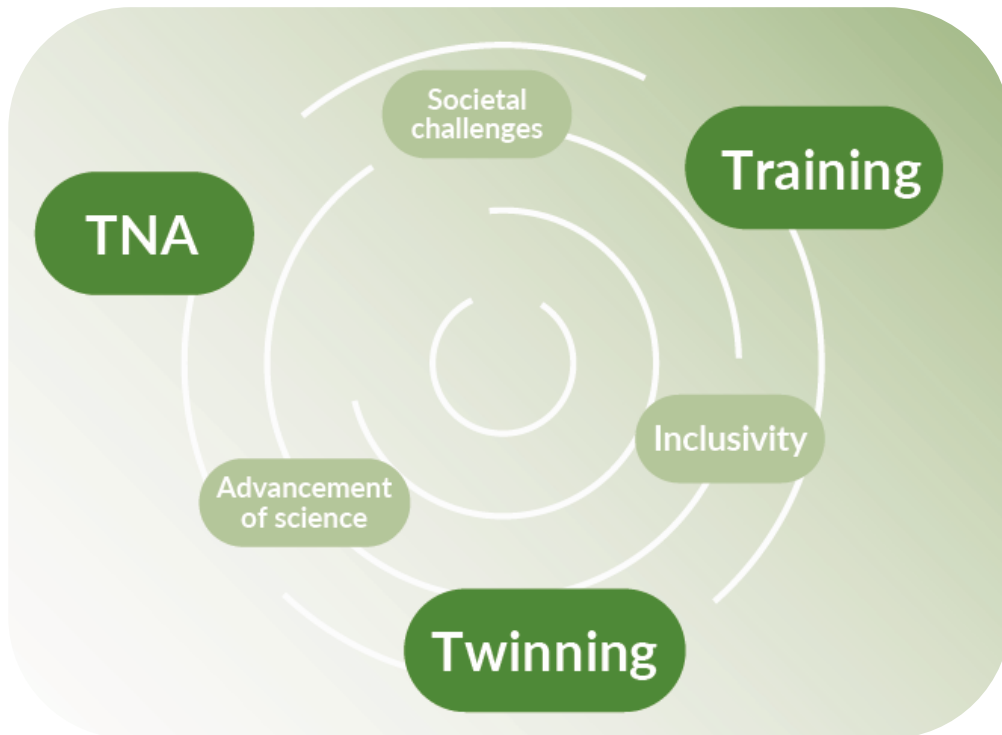 Societal
challenges
Training
TNA
Inclusivity
Advancement
of science
Twinning